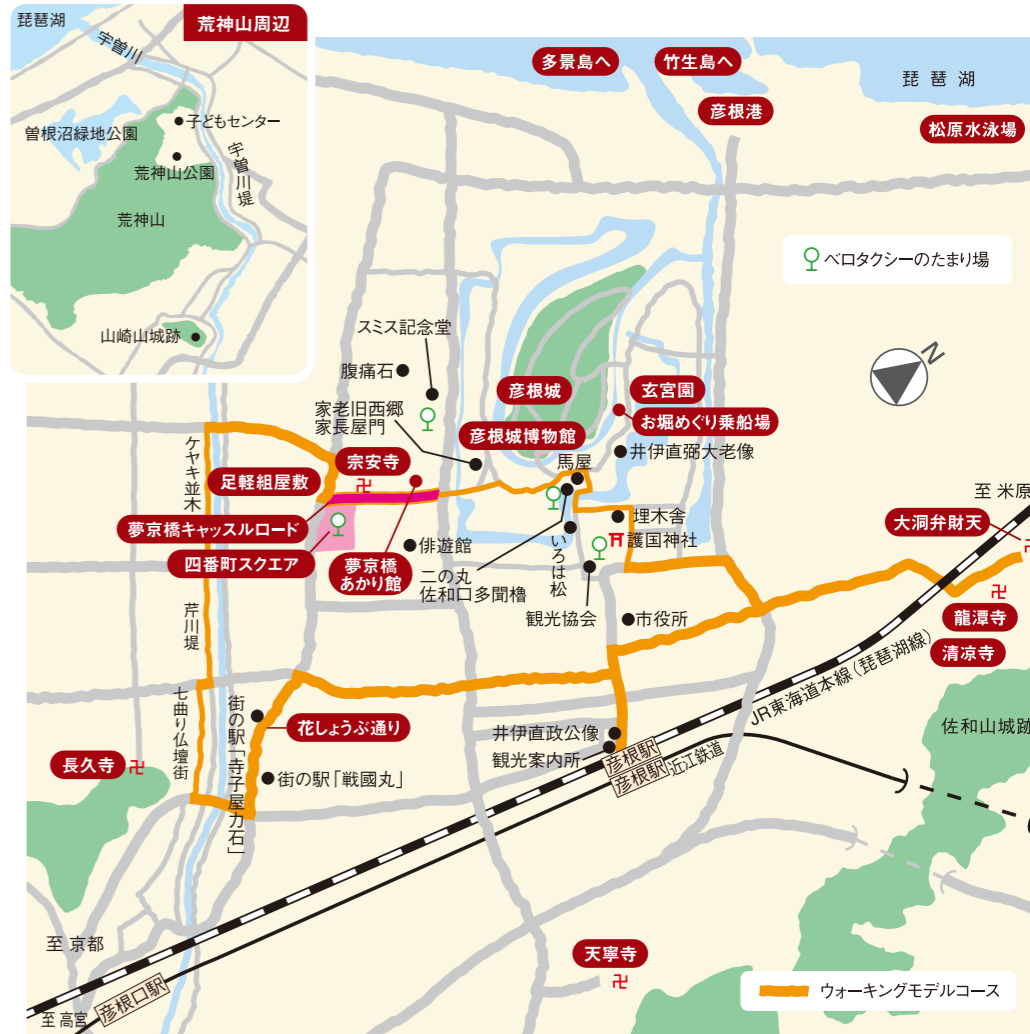 琵琶湖
荒神山周辺
宇曽川
曽根沼緑地公園
子どもセンター
荒神山公園
宇曽川堤
荒神山
山崎山城跡
多景島へ
竹生島へ
琵琶湖
彦根港
松原水泳場
ベロタクシーのたまり場
N
スミス記念堂
腹痛石
家老旧西郷
家長屋門
彦根城
玄宮園
お堀めぐり乗船場
彦根城博物館
井伊直弼大老像
馬屋
ケヤキ並木
足軽組屋敷
宗安寺
夢京橋キャッスルロード
四番町スクエア
夢京橋
あかり館
俳遊館
二の丸
佐和口多聞櫓
いろは松
埋木舎
護国神社
観光協会
市役所
至 米原
大洞弁財天
龍潭寺
清凉寺
JR東海道本線(琵琶湖線)
佐和山城跡
芹川堤
七曲り仏壇街
長久寺
街の駅「寺子屋力石」
花しょうぶ通り
街の駅「戦國丸」
井伊直政公像
観光案内所
彦根駅
彦根駅
近江鉄道
至 京都
彦根口駅
至 高宮
天寧寺
ウォーキングモデルコース